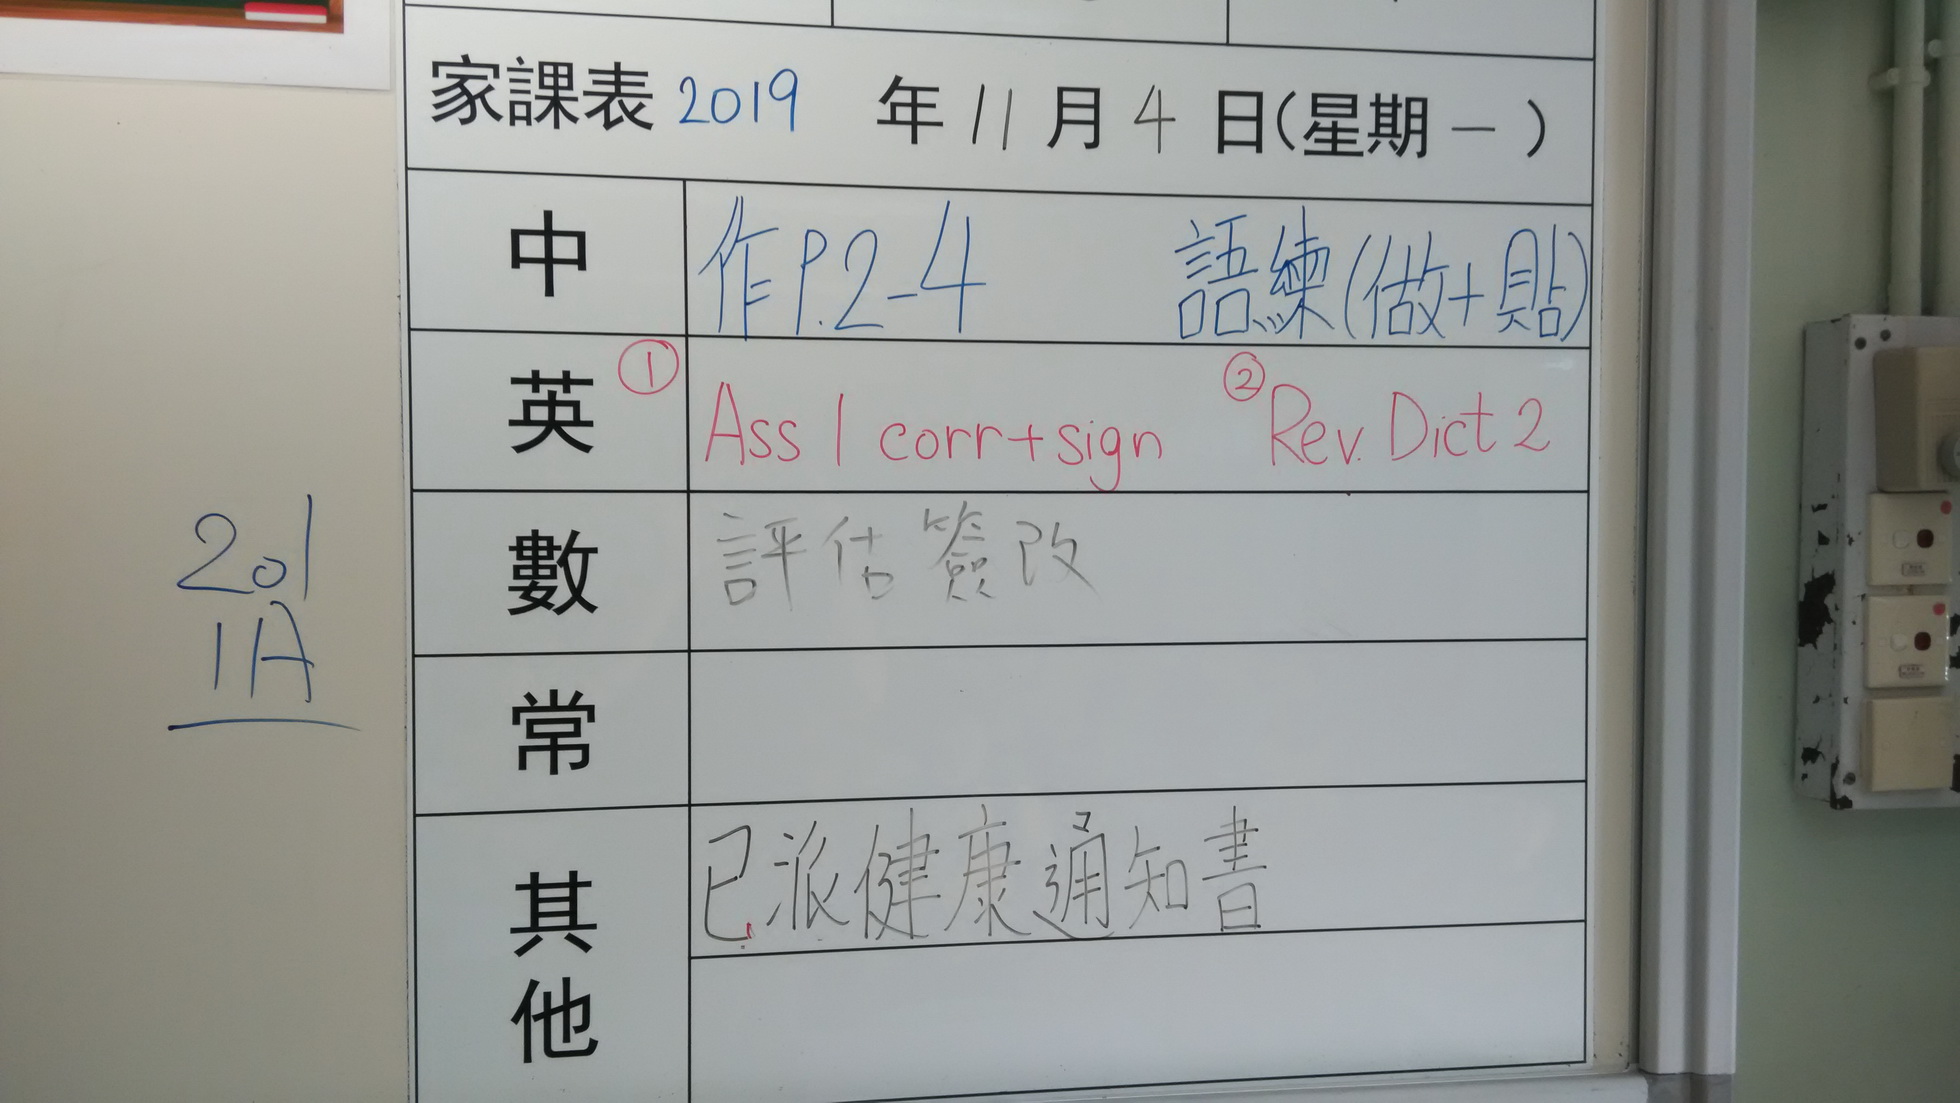 家課表 2019 年 11 月 4 日(星期一)
中 作 P.2-4 語練(做+貼)
英 ① Ass 1 corr+sign ② Rev. Dict 2
數 評估簽改
常
其他 已派健康通知書
201
1A